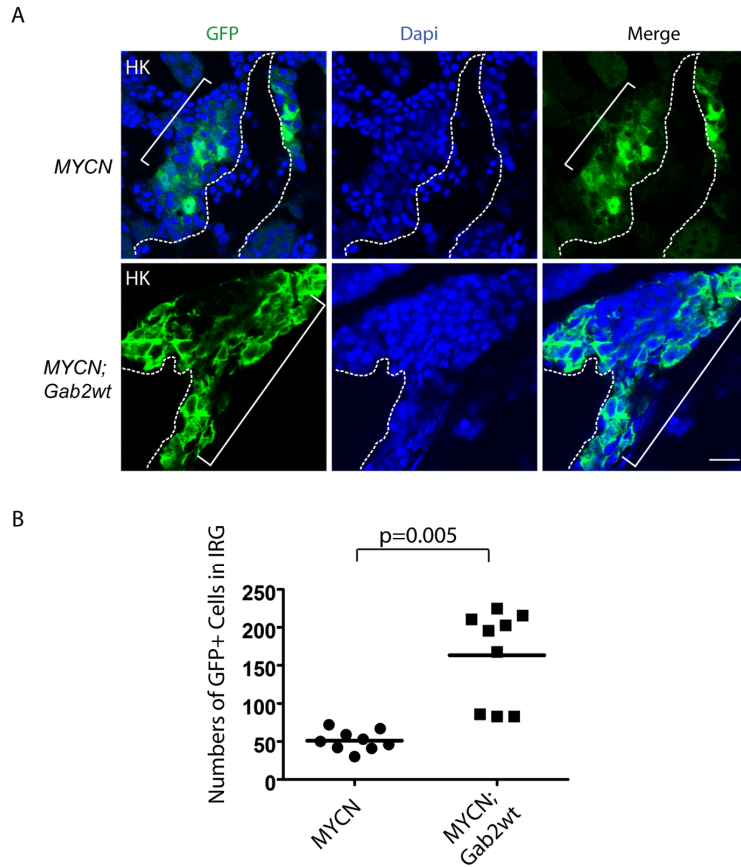 A
GFP Dapi Merge
HK
MYCN
HK
MYCN;
Gab2wt
B
p=0.005
Numbers of GFP+ Cells in IRG
250
200
150
100
50
0
MYCN
MYCN;
Gab2wt